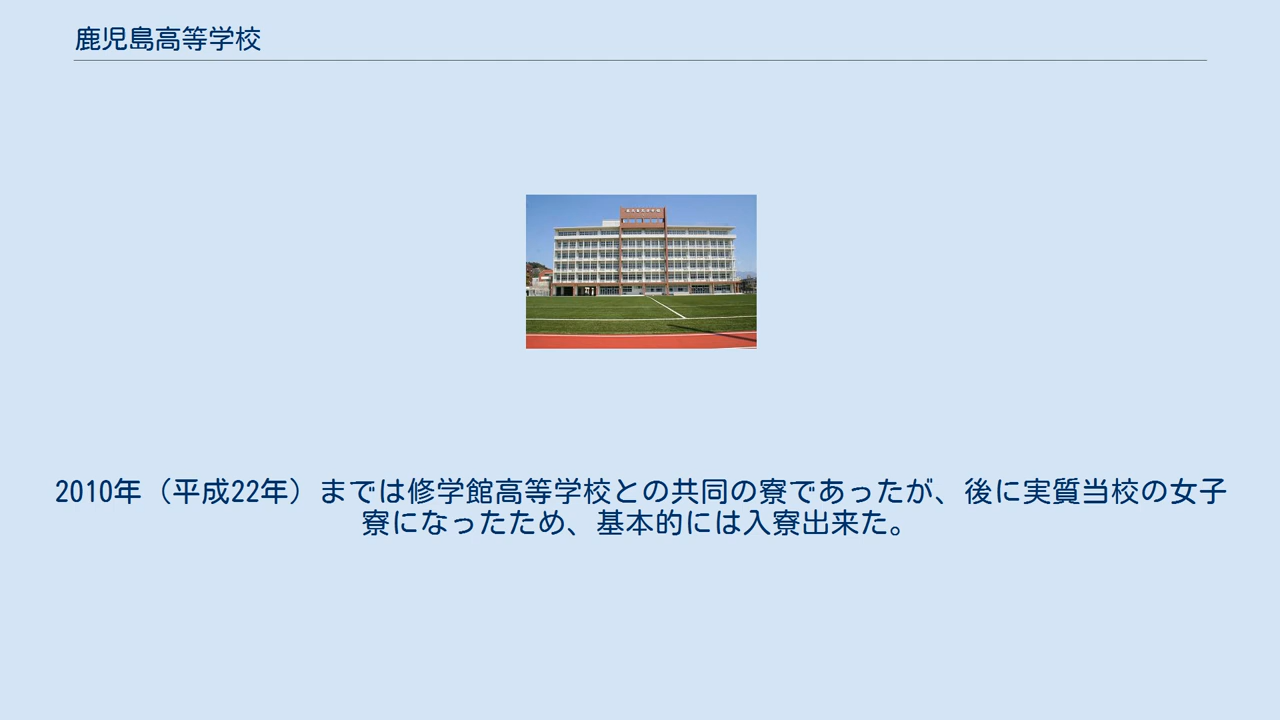 鹿児島高等学校
2010年（平成22年）までは修学館高等学校との共同の寮であったが、後に実質当校の女子
寮になったため、基本的には入寮出来た。